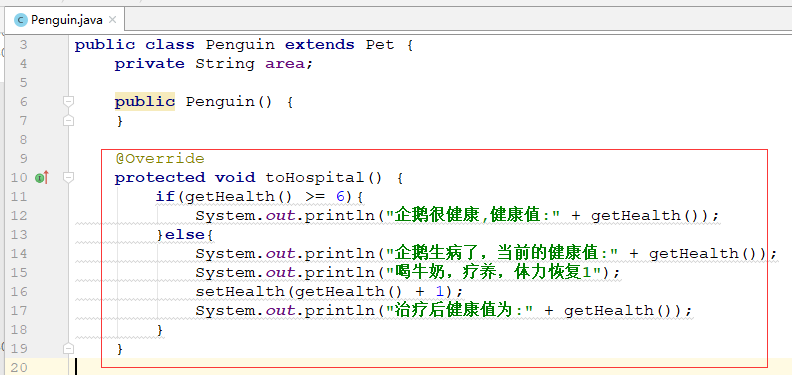 Penguin.java ×
3 public class Penguin extends Pet {
4 private String area;
5
6 public Penguin() {
7 }
8
9 @Override
10 protected void toHospital() {
11 if(getHealth() >= 6){
12 System.out.println("企鹅很健康,健康值:" + getHealth());
13 }else{
14 System.out.println("企鹅生病了，当前的健康值:" + getHealth());
15 System.out.println("喝牛奶，疗养，体力恢复1");
16 setHealth(getHealth() + 1);
17 System.out.println("治疗后健康值为:" + getHealth());
18 }
19 }
20